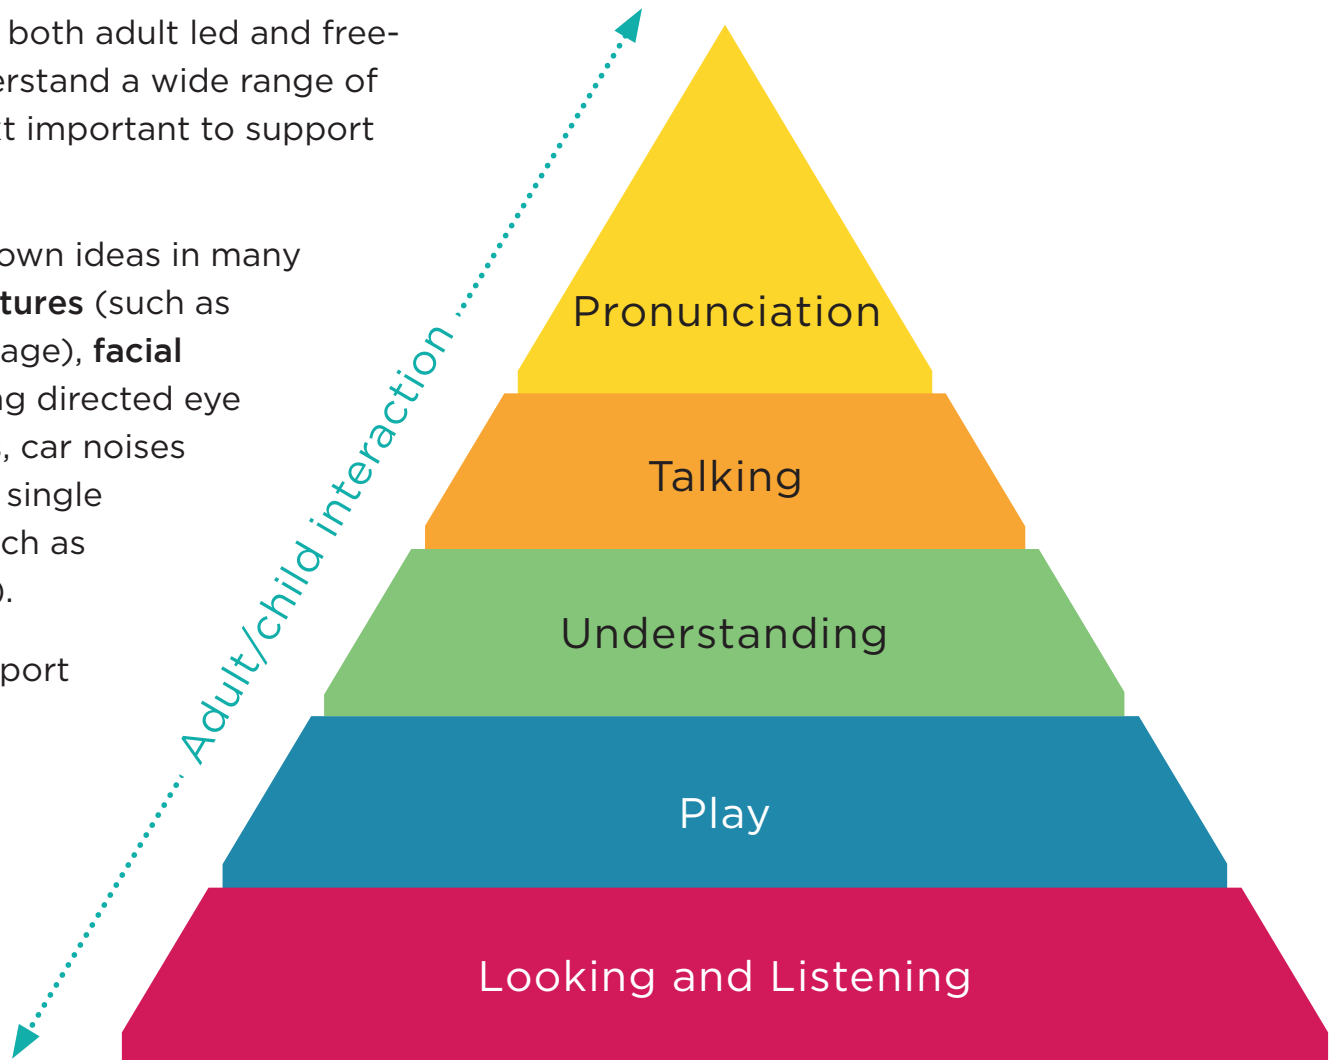 both adult led and free-
erstand a wide range of
t important to support
own ideas in many
tures (such as
age), facial
ng directed eye
, car noises
single
ch as
).
port
Adult/child interaction
Pronunciation
Talking
Understanding
Play
Looking and Listening